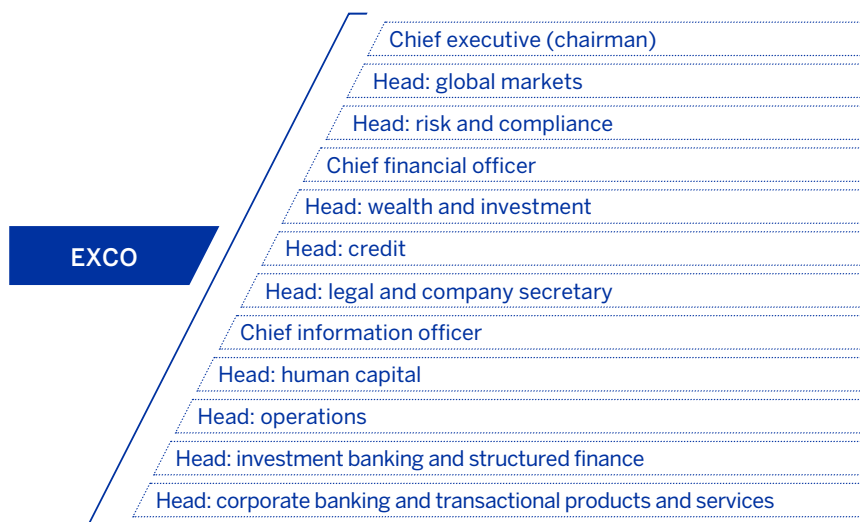 Chief executive (chairman)
Head: global markets
Head: risk and compliance
Chief financial officer
Head: wealth and investment
EXCO
Head: credit
Head: legal and company secretary
Chief information officer
Head: human capital
Head: operations
Head: investment banking and structured finance
Head: corporate banking and transactional products and services